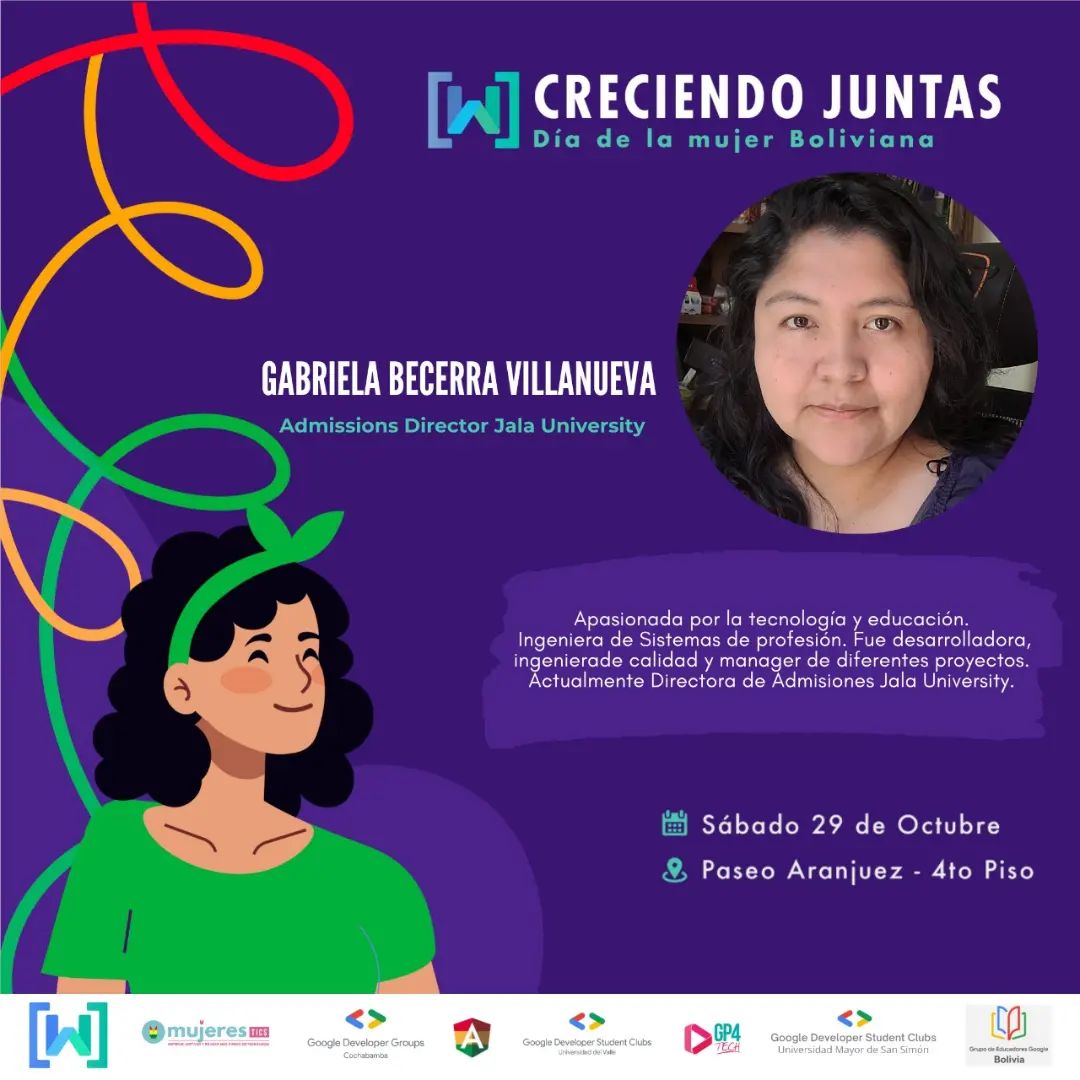 CRECIENDO JUNTAS
Día de la mujer Boliviana
GABRIELA BECERRA VILLANUEVA
Admissions Director Jala University
Apasionada por la tecnología y educación.
Ingeniera de Sistemas de profesión. Fue desarrolladora,
ingenierade calidad y manager de diferentes proyectos.
Actualmente Directora de Admisiones Jala University.
Sábado 29 de Octubre
Paseo Aranjuez - 4to Piso
mujeres TICS
Google Developer Groups
Cochabamba
A
Google Developer Student Clubs
Universidad del Valle
GP4
TECH
Google Developer Student Clubs
Universidad Mayor de San Simón
Grupo de Educadores Google
Bolivia